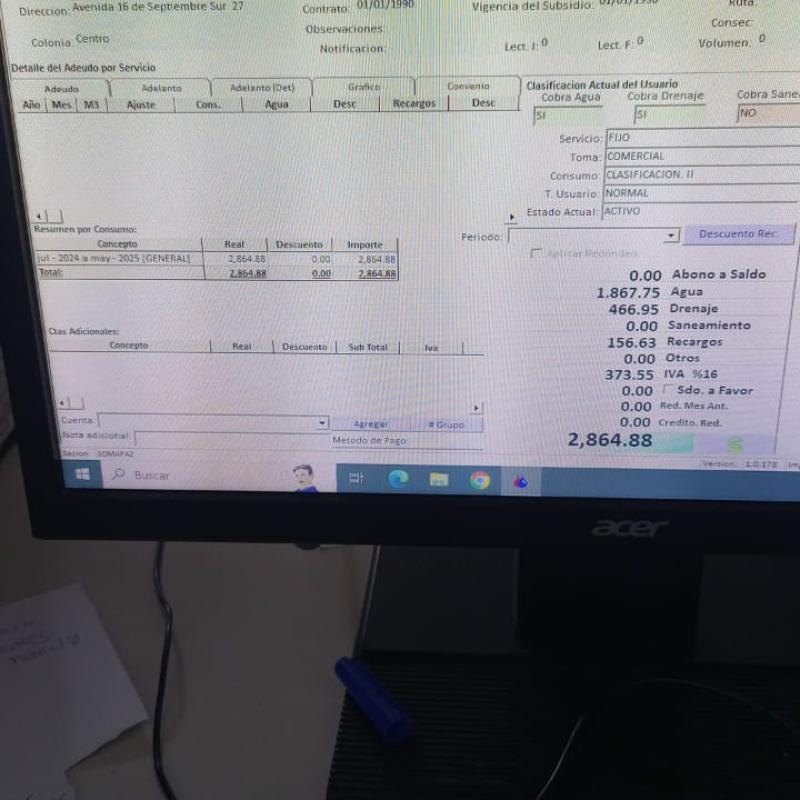 Direccion: Avenida 16 de Septiembre Sur 27
Contrato: 01/01/1990
Vigencia del Subsidio: 01/01/1990
Ruta:
Observaciones:
Consec:
Colonia: Centro
Notificacion:
Lect. I: 0
Lect. F: 0
Volumen: 0
Detalle del Adeudo por Servicio
Adeudo Adelanto Adelanto (Det) Grafico Convenio
Año Mes M3 Ajuste Cons. Agua Desc Recargos Desc
Clasificacion Actual del Usuario
Cobra Agua Cobra Drenaje Cobra Sane
SI SI NO
Servicio: FIJO
Toma: COMERCIAL
Consumo: CLASIFICACION. II
T. Usuario: NORMAL
Estado Actual: ACTIVO
Resumen por Consumo:
Concepto Real Descuento Importe
jul - 2024 a may - 2025 [GENERAL] 2,864.88 0.00 2,864.88
Total: 2,864.88 0.00 2,864.88
Periodo: Descuento Rec.
Aplicar Redondeo
0.00 Abono a Saldo
1.867.75 Agua
466.95 Drenaje
0.00 Saneamiento
156.63 Recargos
0.00 Otros
373.55 IVA %16
0.00 Sdo. a Favor
0.00 Red. Mes Ant.
0.00 Credito. Red.
2,864.88
Ctas Adicionales:
Concepto Real Descuento Sub Total Iva
Cuenta: Agregar # Grupo
Nota adicional: Metodo de Pago
Sesion: SOMAPAZ
Version: 1.0.178
Buscar
acer